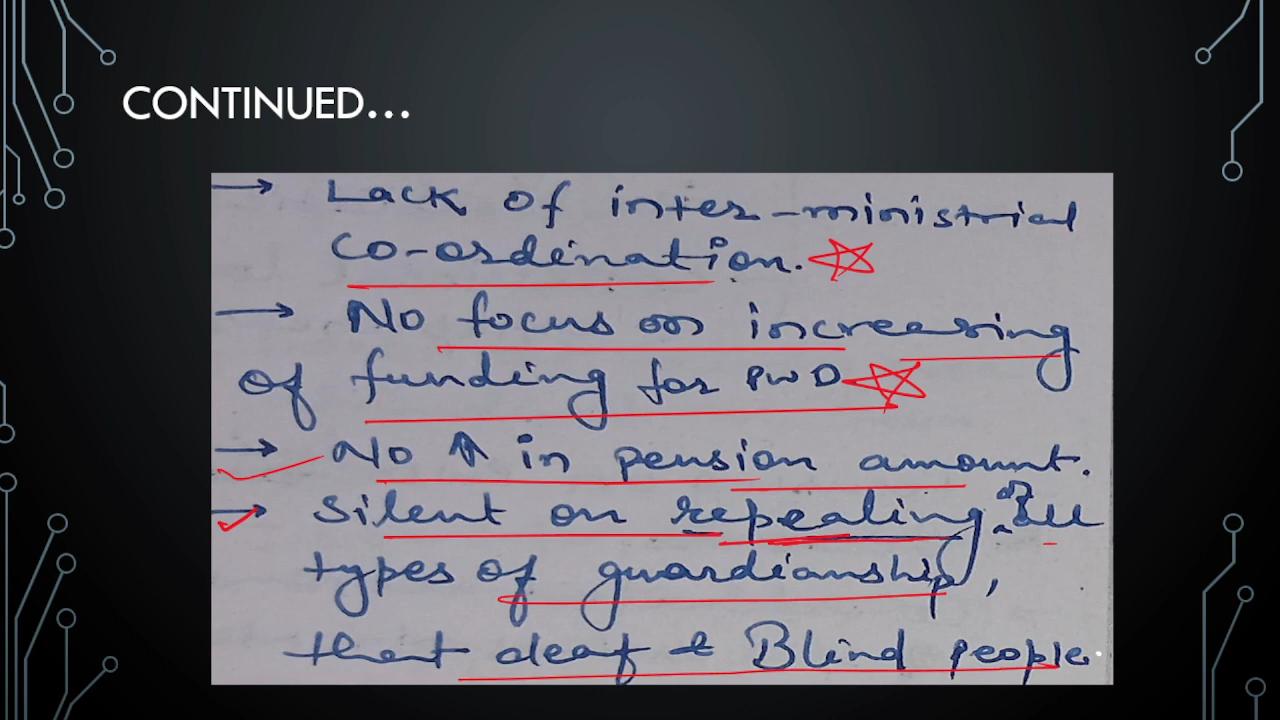 CONTINUED...
→ Lack of inter-ministrial
co-ordination.
→ No focus on increasing
of funding for PWD
→ No ↑ in pension amount.
→ Silent on repealing of all
types of guardianship,
that deaf & Blind people.